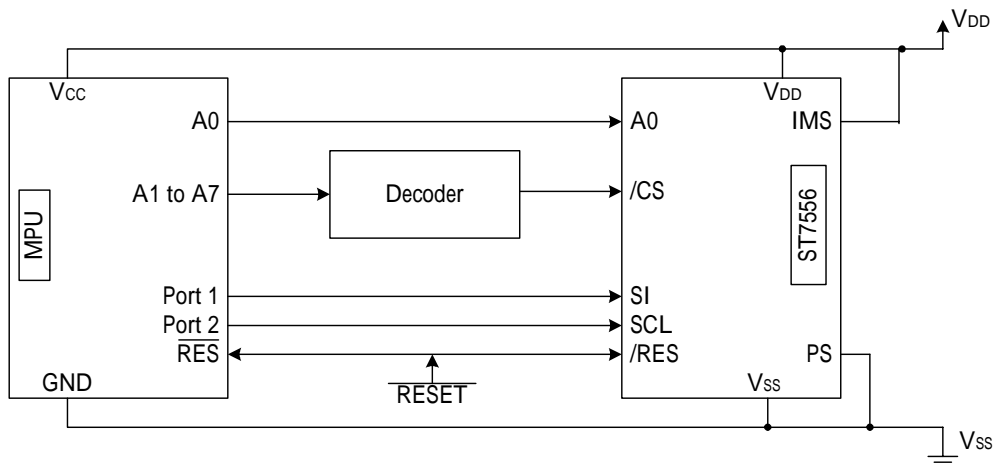 VDD
VCC
VDD
A0
A0
IMS
A1 to A7
Decoder
/CS
MPU
ST7556
Port 1
SI
Port 2
SCL
RES
/RES
PS
GND
RESET
VSS
VSS